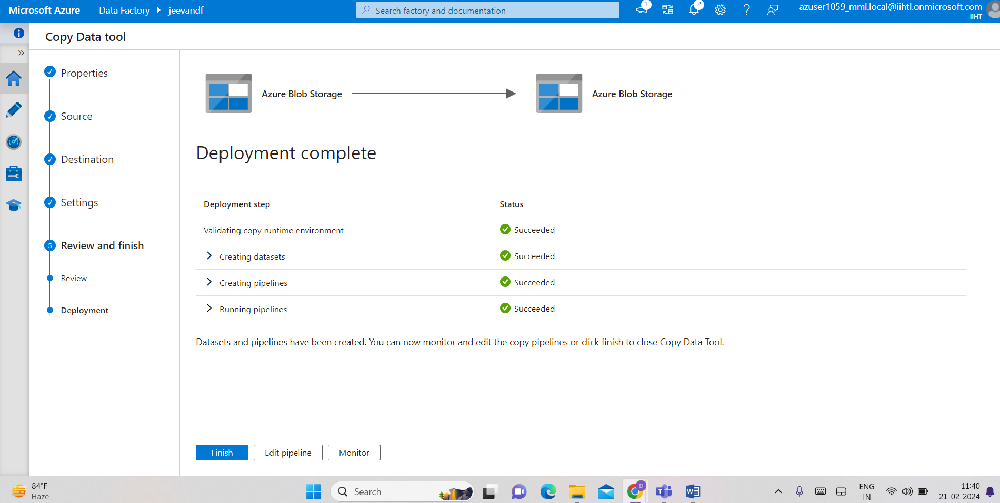 Microsoft Azure
Data Factory
jeevandf
Search factory and documentation
1
2
azuser1059_mml.local@iihtl.onmicrosoft.com
IIHT
Copy Data tool
Properties
Source
Destination
Settings
5
Review and finish
Review
Deployment
Azure Blob Storage
Azure Blob Storage
Deployment complete
Deployment step Status
Validating copy runtime environment Succeeded
Creating datasets Succeeded
Creating pipelines Succeeded
Running pipelines Succeeded
Datasets and pipelines have been created. You can now monitor and edit the copy pipelines or click finish to close Copy Data Tool.
Finish
Edit pipeline
Monitor
84°F
Haze
Search
D
ENG
IN
11:40
21-02-2024